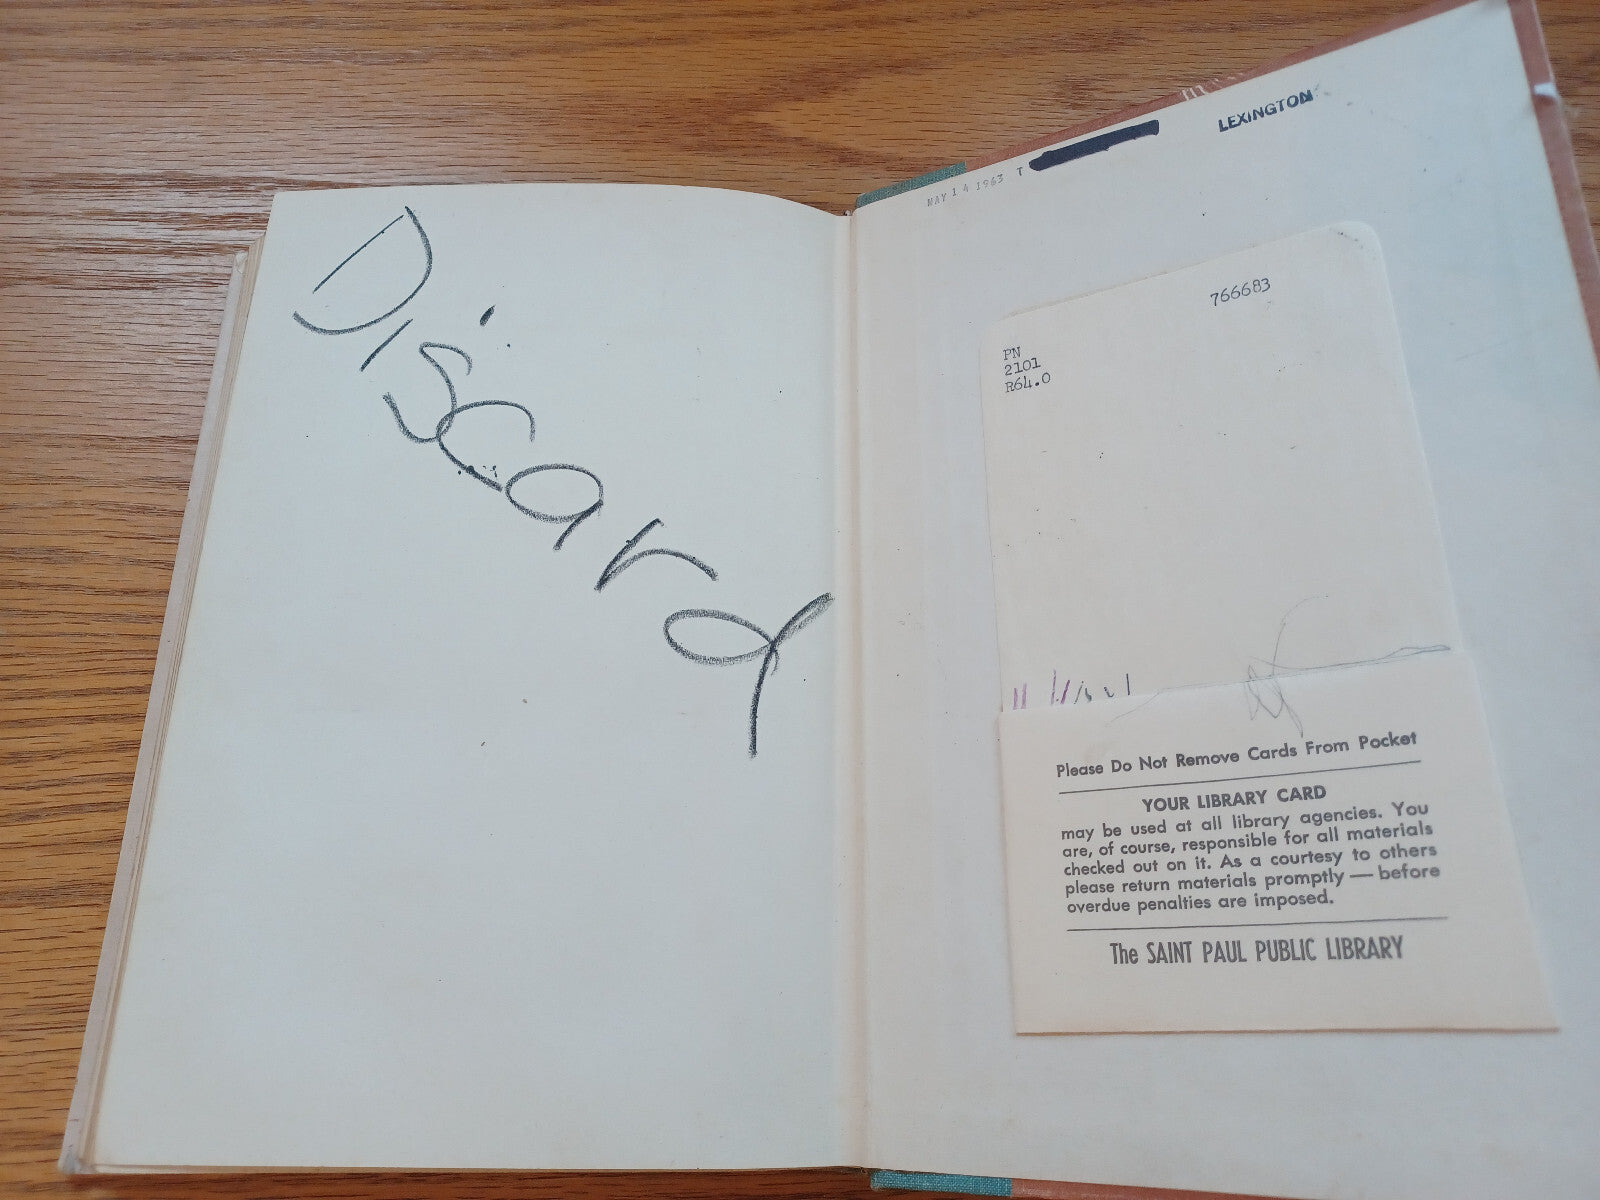 Discard
MAY 14 1963 T
LEXINGTON
766683
PN
2101
R64.0
Please Do Not Remove Cards From Pocket
YOUR LIBRARY CARD
may be used at all library agencies. You
are, of course, responsible for all materials
checked out on it. As a courtesy to others
please return materials promptly — before
overdue penalties are imposed.
The SAINT PAUL PUBLIC LIBRARY